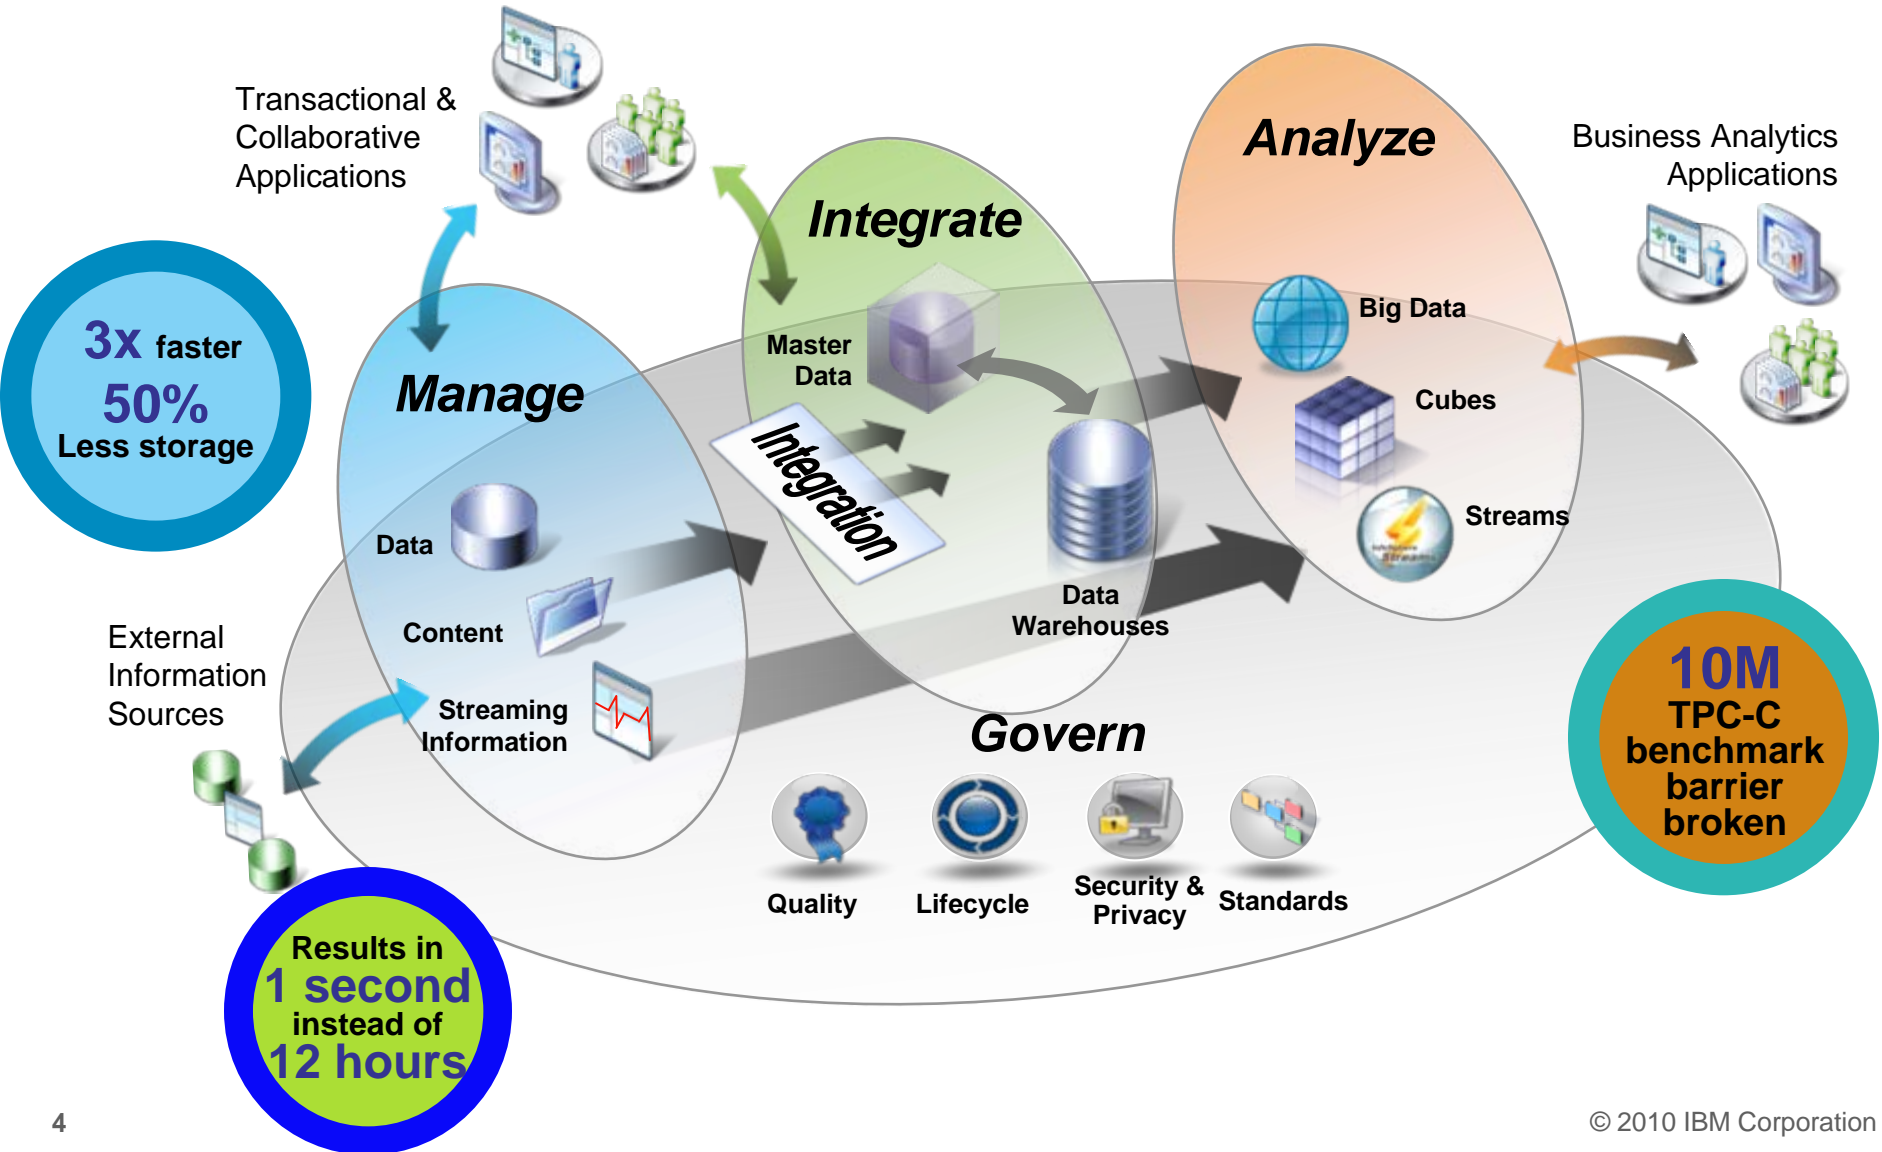 Transactional &
Collaborative
Applications
Analyze
Business Analytics
Applications
Integrate
3x faster
50%
Less storage
Manage
Master
Data
Big Data
Cubes
Integration
Streams
Data
Content
Data
Warehouses
External
Information
Sources
Streaming
Information
Govern
10M
TPC-C
benchmark
barrier
broken
Quality
Lifecycle
Security &
Privacy
Standards
Results in
1 second
instead of
12 hours
4
© 2010 IBM Corporation